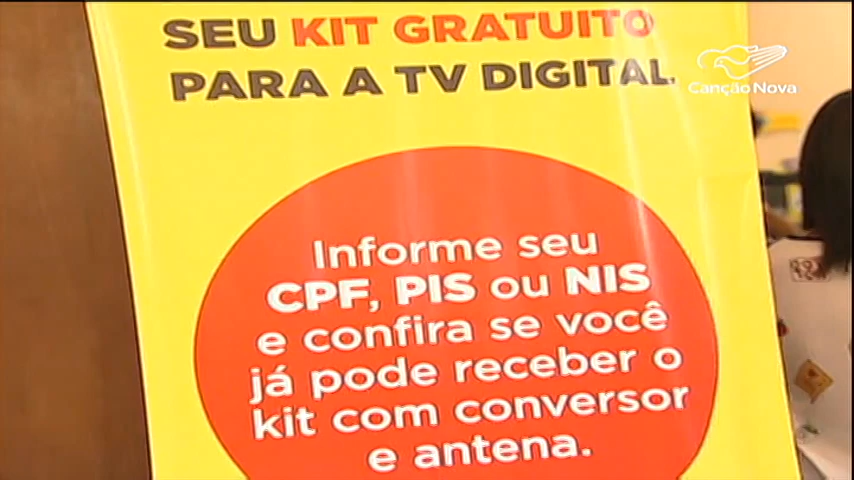 SEU KIT GRATUITO
PARA A TV DIGITAL.
Canção Nova
Informe seu
CPF, PIS ou NIS
e confira se você
já pode receber o
kit com conversor
e antena.